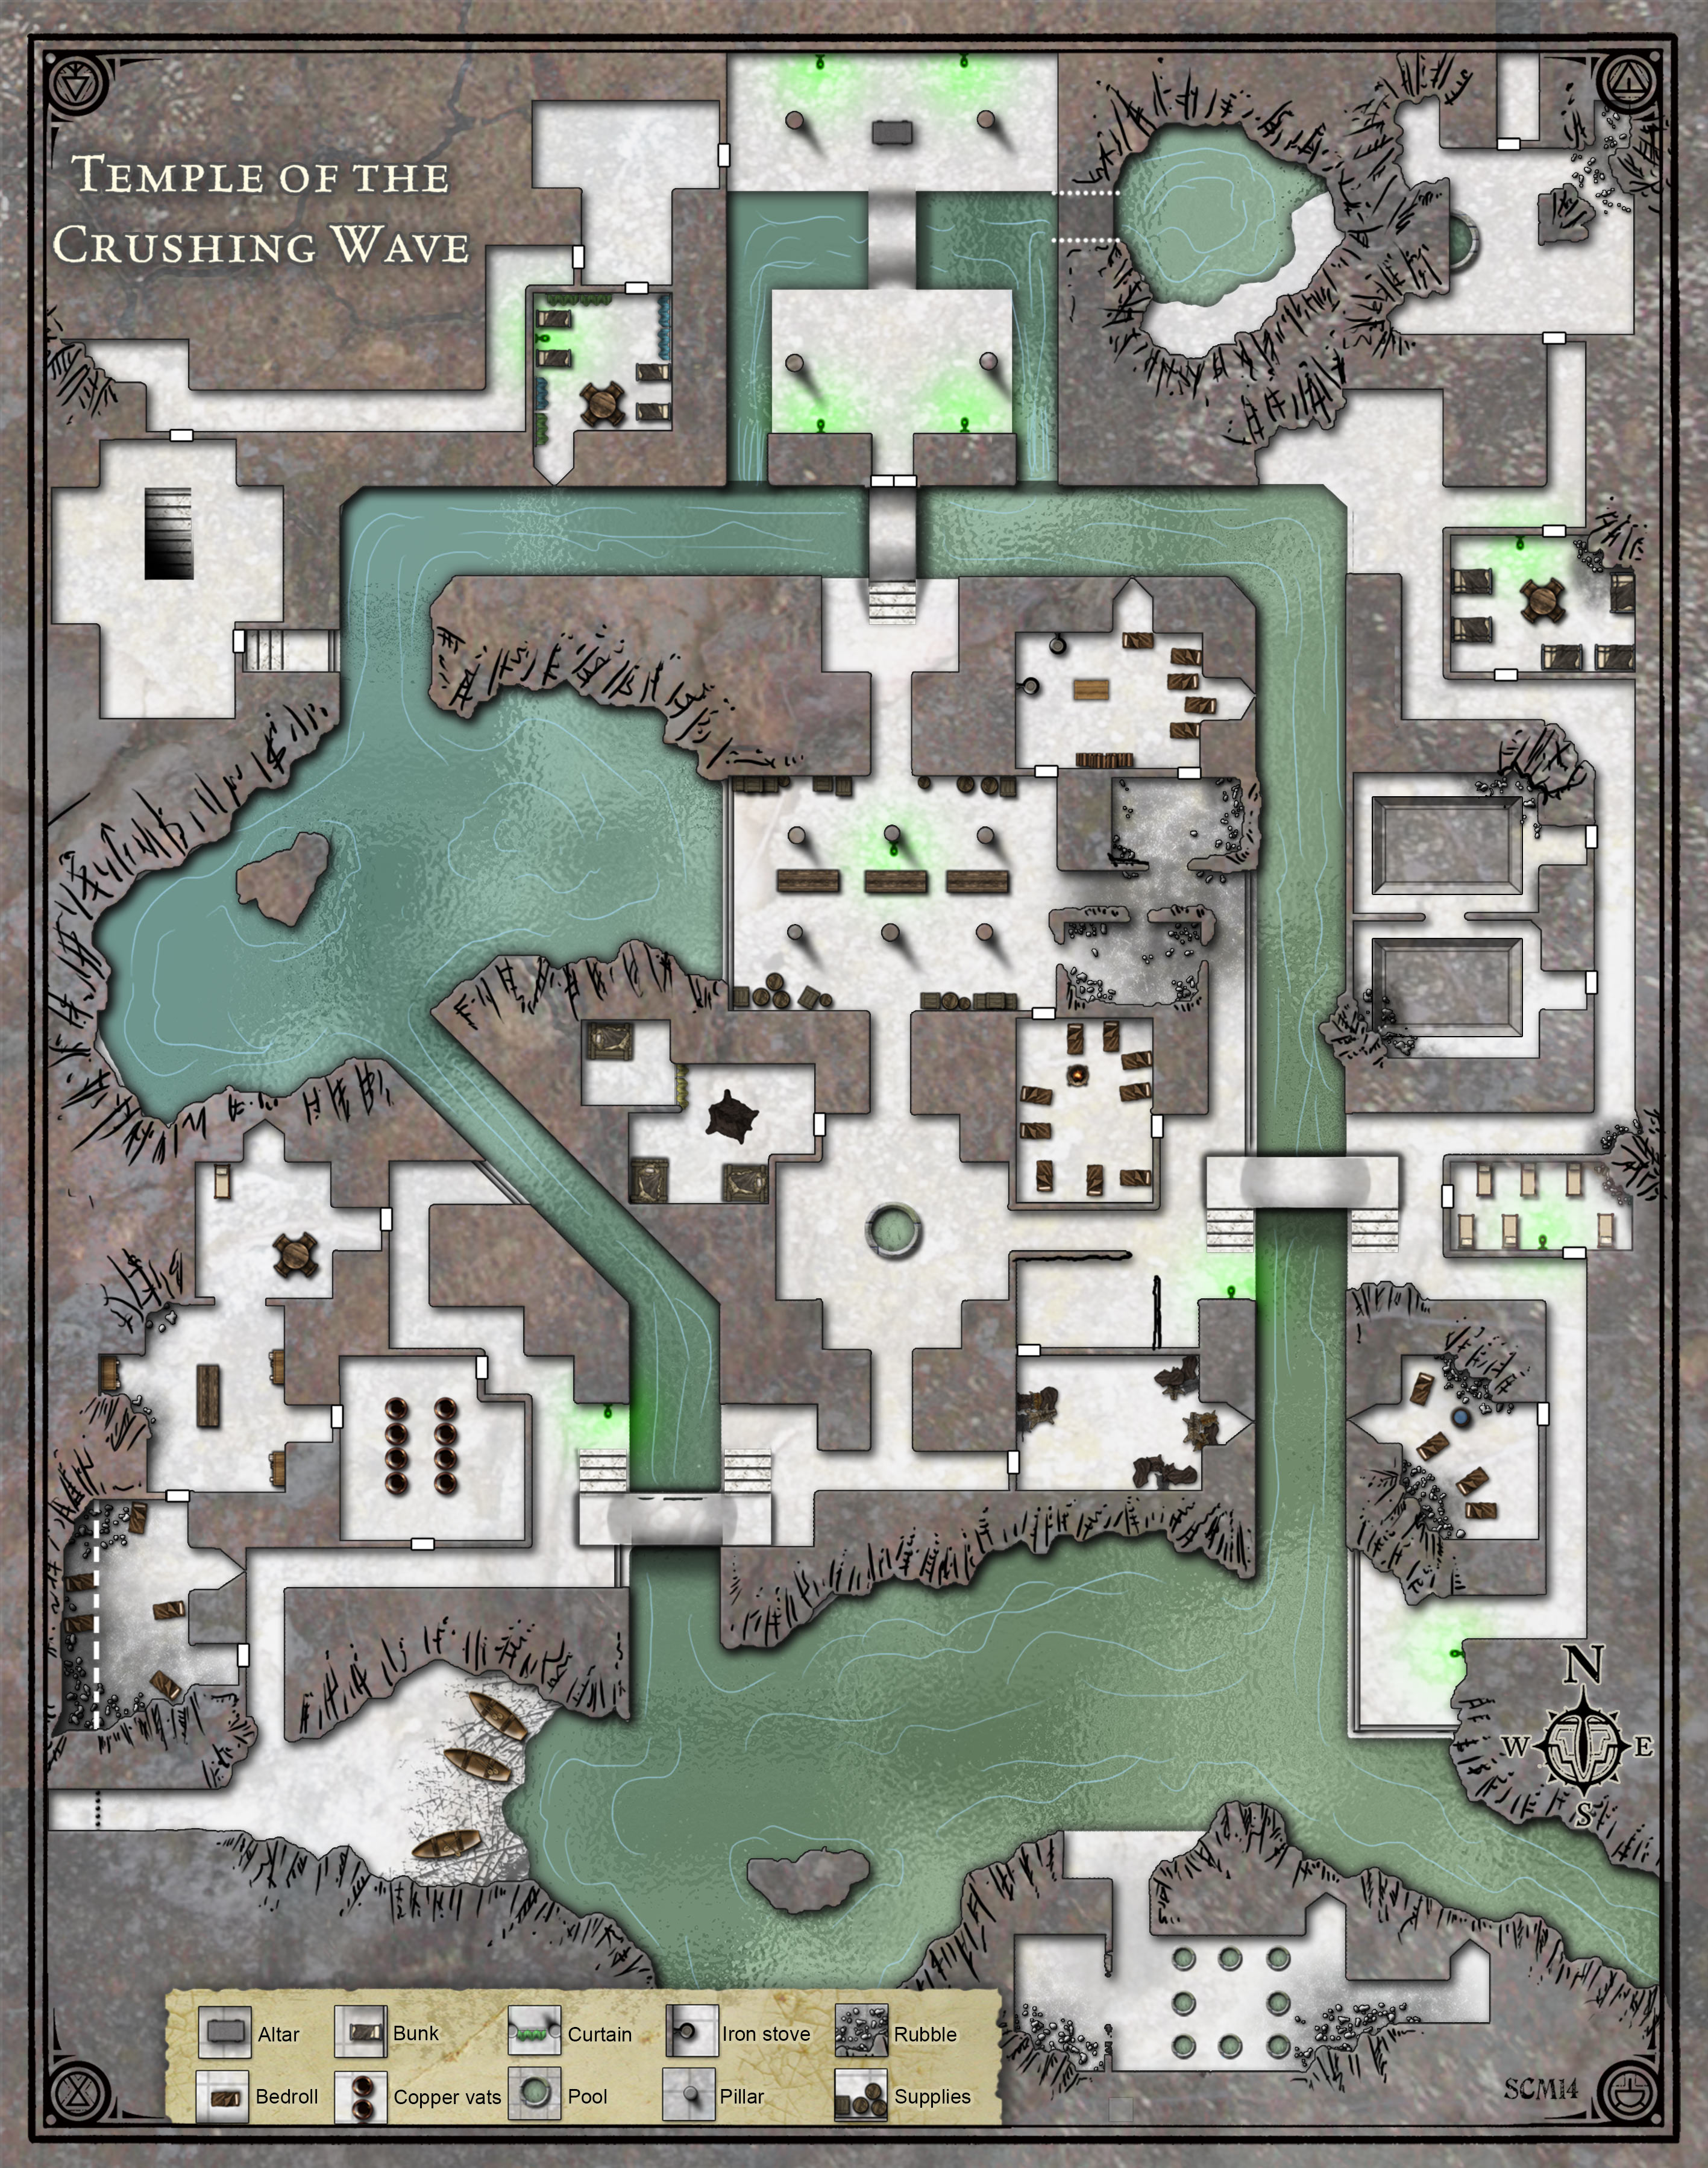 TEMPLE OF THE
CRUSHING WAVE
N
W E
S
Altar Bunk Curtain Iron stove Rubble
Bedroll Copper vats Pool Pillar Supplies
SCM14